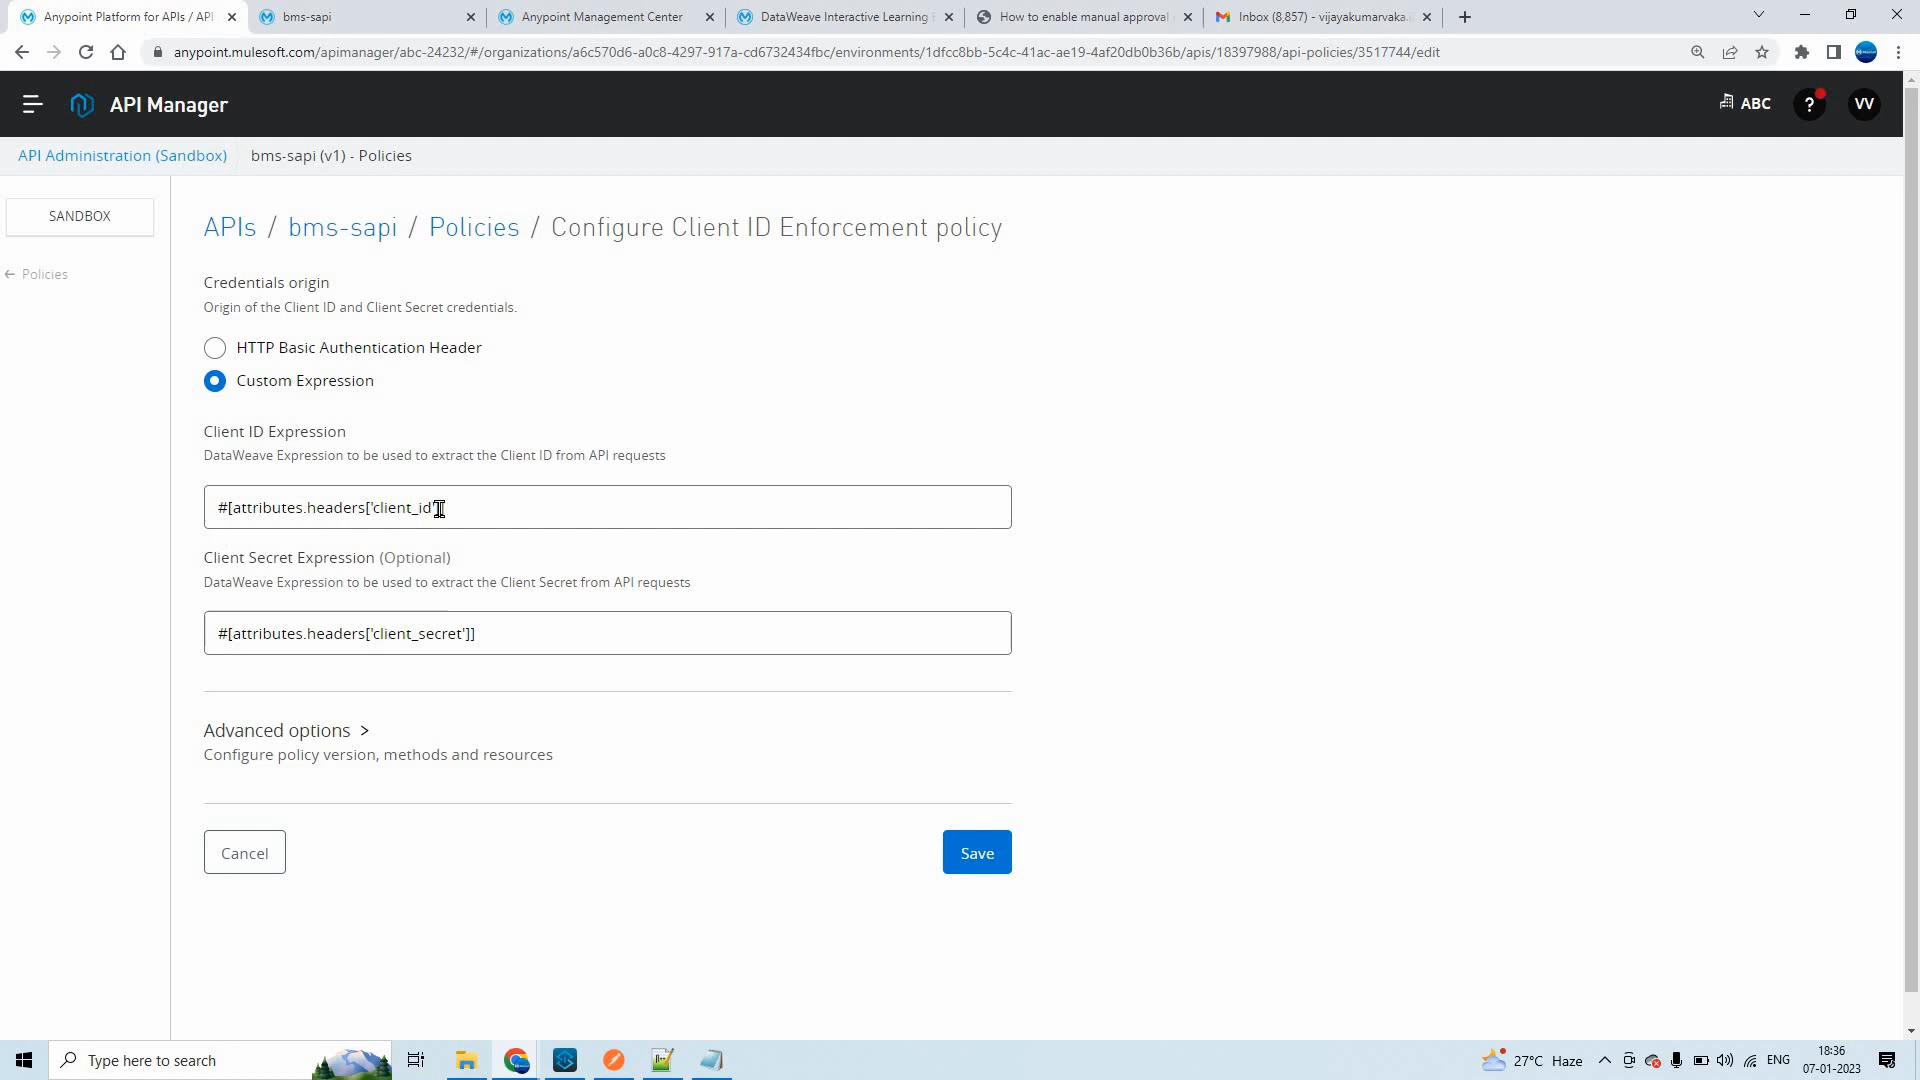 Anypoint Platform for APIs / API
bms-sapi
Anypoint Management Center
DataWeave Interactive Learning
How to enable manual approval
Inbox (8,857) - vijayakumarvaka.
anypoint.mulesoft.com/apimanager/abc-24232/#/organizations/a6c570d6-a0c8-4297-917a-cd6732434fbc/environments/1dfcc8bb-5c4c-41ac-ae19-4af20db0b36b/apis/18397988/api-policies/3517744/edit
API Manager
ABC
?
VV
API Administration (Sandbox)
bms-sapi (v1) - Policies
SANDBOX
Policies
APIs / bms-sapi / Policies / Configure Client ID Enforcement policy
Credentials origin
Origin of the Client ID and Client Secret credentials.
HTTP Basic Authentication Header
Custom Expression
Client ID Expression
DataWeave Expression to be used to extract the Client ID from API requests
#[attributes.headers['client_id']]
Client Secret Expression (Optional)
DataWeave Expression to be used to extract the Client Secret from API requests
#[attributes.headers['client_secret']]
Advanced options >
Configure policy version, methods and resources
Cancel
Save
Type here to search
27°C Haze
ENG
18:36
07-01-2023